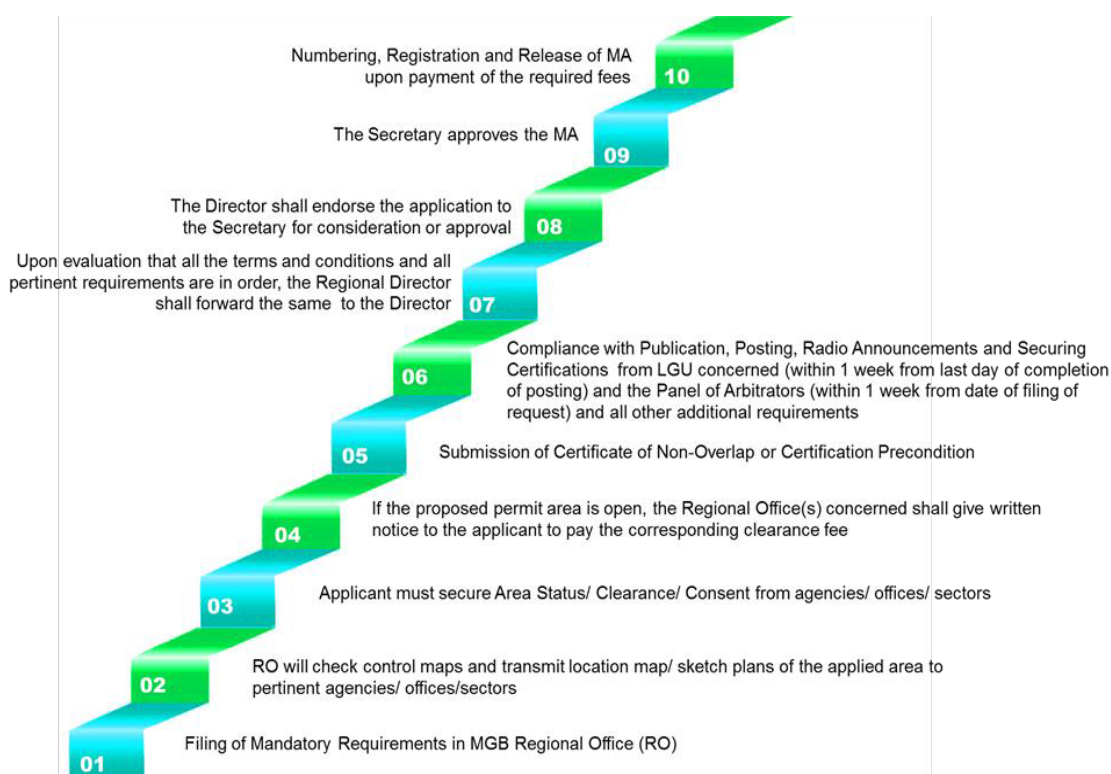 Numbering, Registration and Release of MA
upon payment of the required fees
10
The Secretary approves the MA
09
The Director shall endorse the application to
the Secretary for consideration or approval
08
Upon evaluation that all the terms and conditions and all
pertinent requirements are in order, the Regional Director
shall forward the same to the Director
07
Compliance with Publication, Posting, Radio Announcements and Securing
Certifications from LGU concerned (within 1 week from last day of completion
of posting) and the Panel of Arbitrators (within 1 week from date of filing of
request) and all other additional requirements
06
Submission of Certificate of Non-Overlap or Certification Precondition
05
If the proposed permit area is open, the Regional Office(s) concerned shall give written
notice to the applicant to pay the corresponding clearance fee
04
Applicant must secure Area Status/ Clearance/ Consent from agencies/ offices/ sectors
03
RO will check control maps and transmit location map/ sketch plans of the applied area to
pertinent agencies/ offices/sectors
02
Filing of Mandatory Requirements in MGB Regional Office (RO)
01